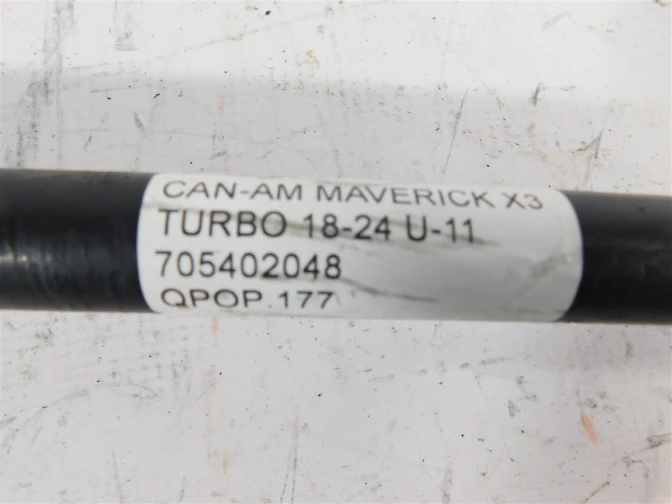 CAN-AM MAVERICK X3
TURBO 18-24 U-11
705402048
QPOP.177